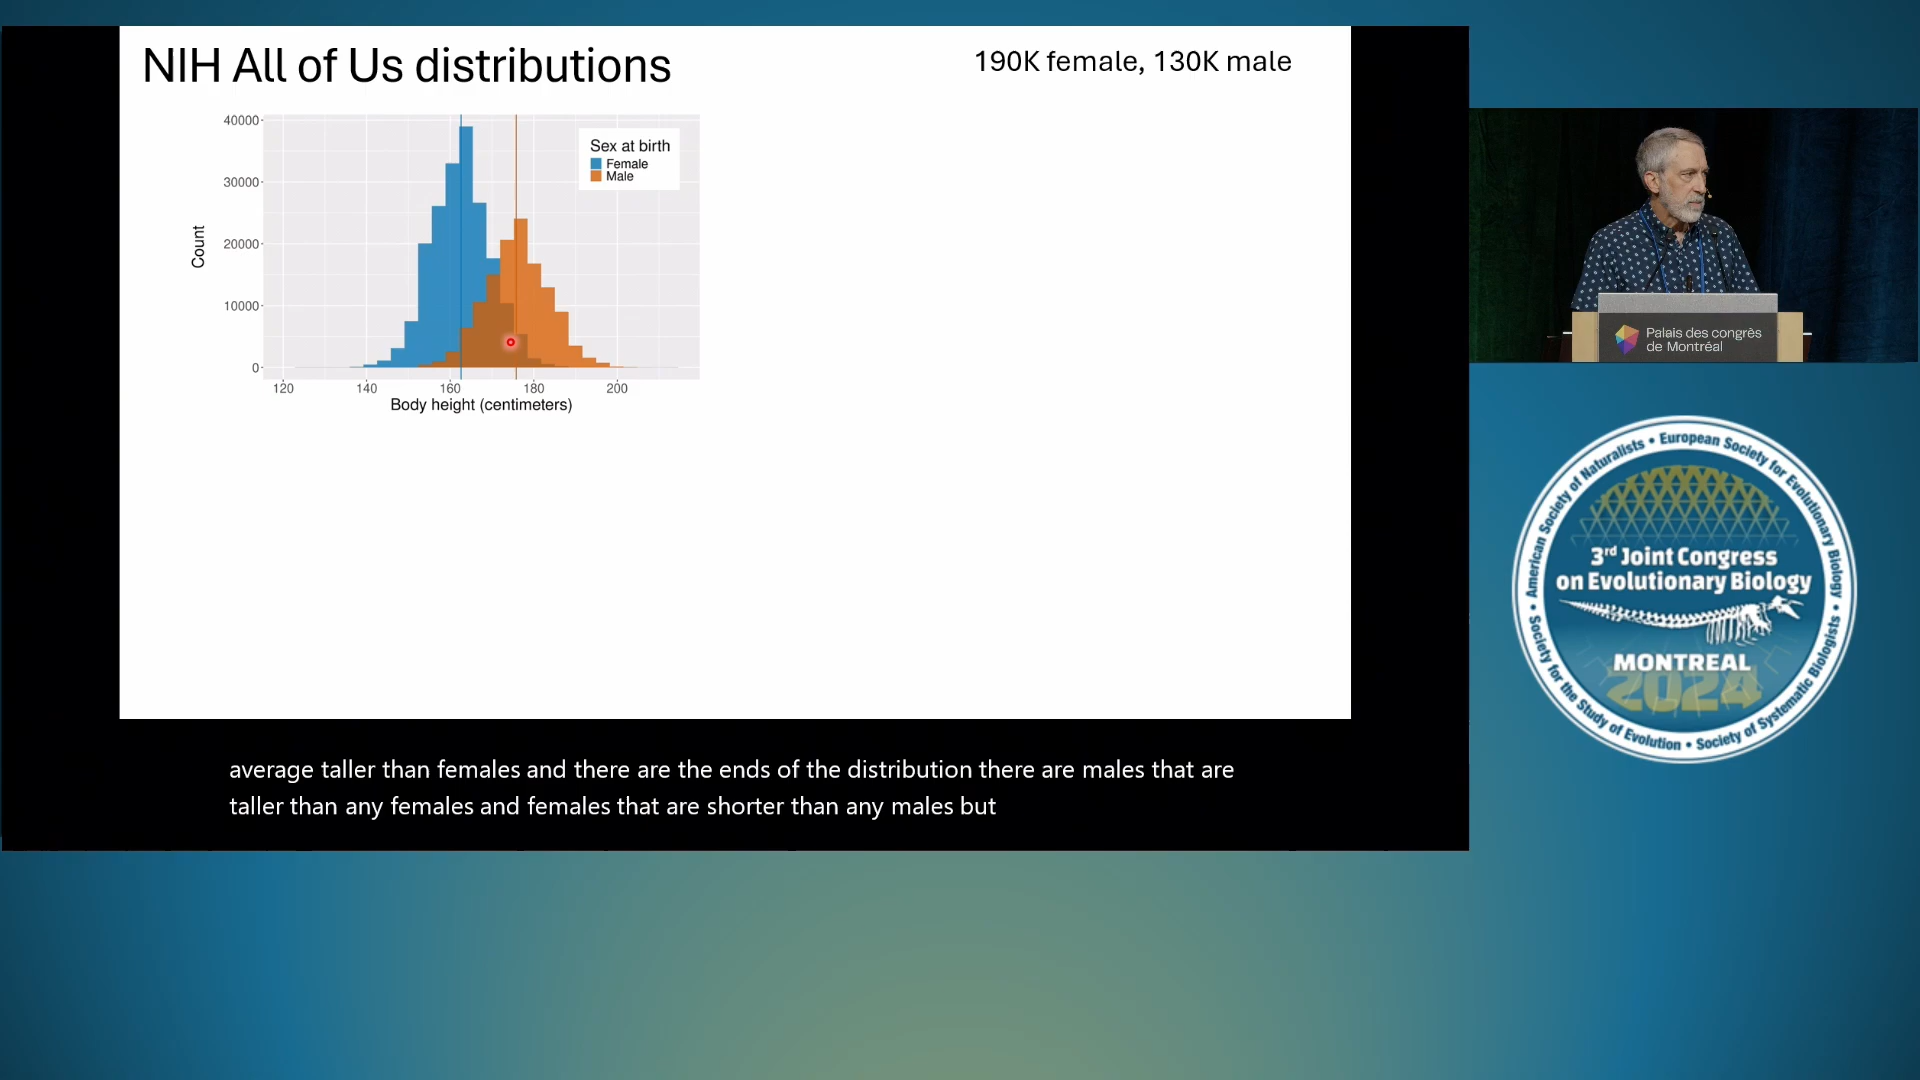 NIH All of Us distributions
190K female, 130K male
40000
30000
20000
10000
0
Count
Sex at birth
Female
Male
120 140 160 180 200
Body height (centimeters)
Palais des congrès
de Montréal
American Society of Naturalists • European Society for Evolutionary Biology • Society of Systematic Biologists • Society for the Study of Evolution •
3rd Joint Congress
on Evolutionary Biology
MONTREAL
2024
average taller than females and there are the ends of the distribution there are males that are
taller than any females and females that are shorter than any males but